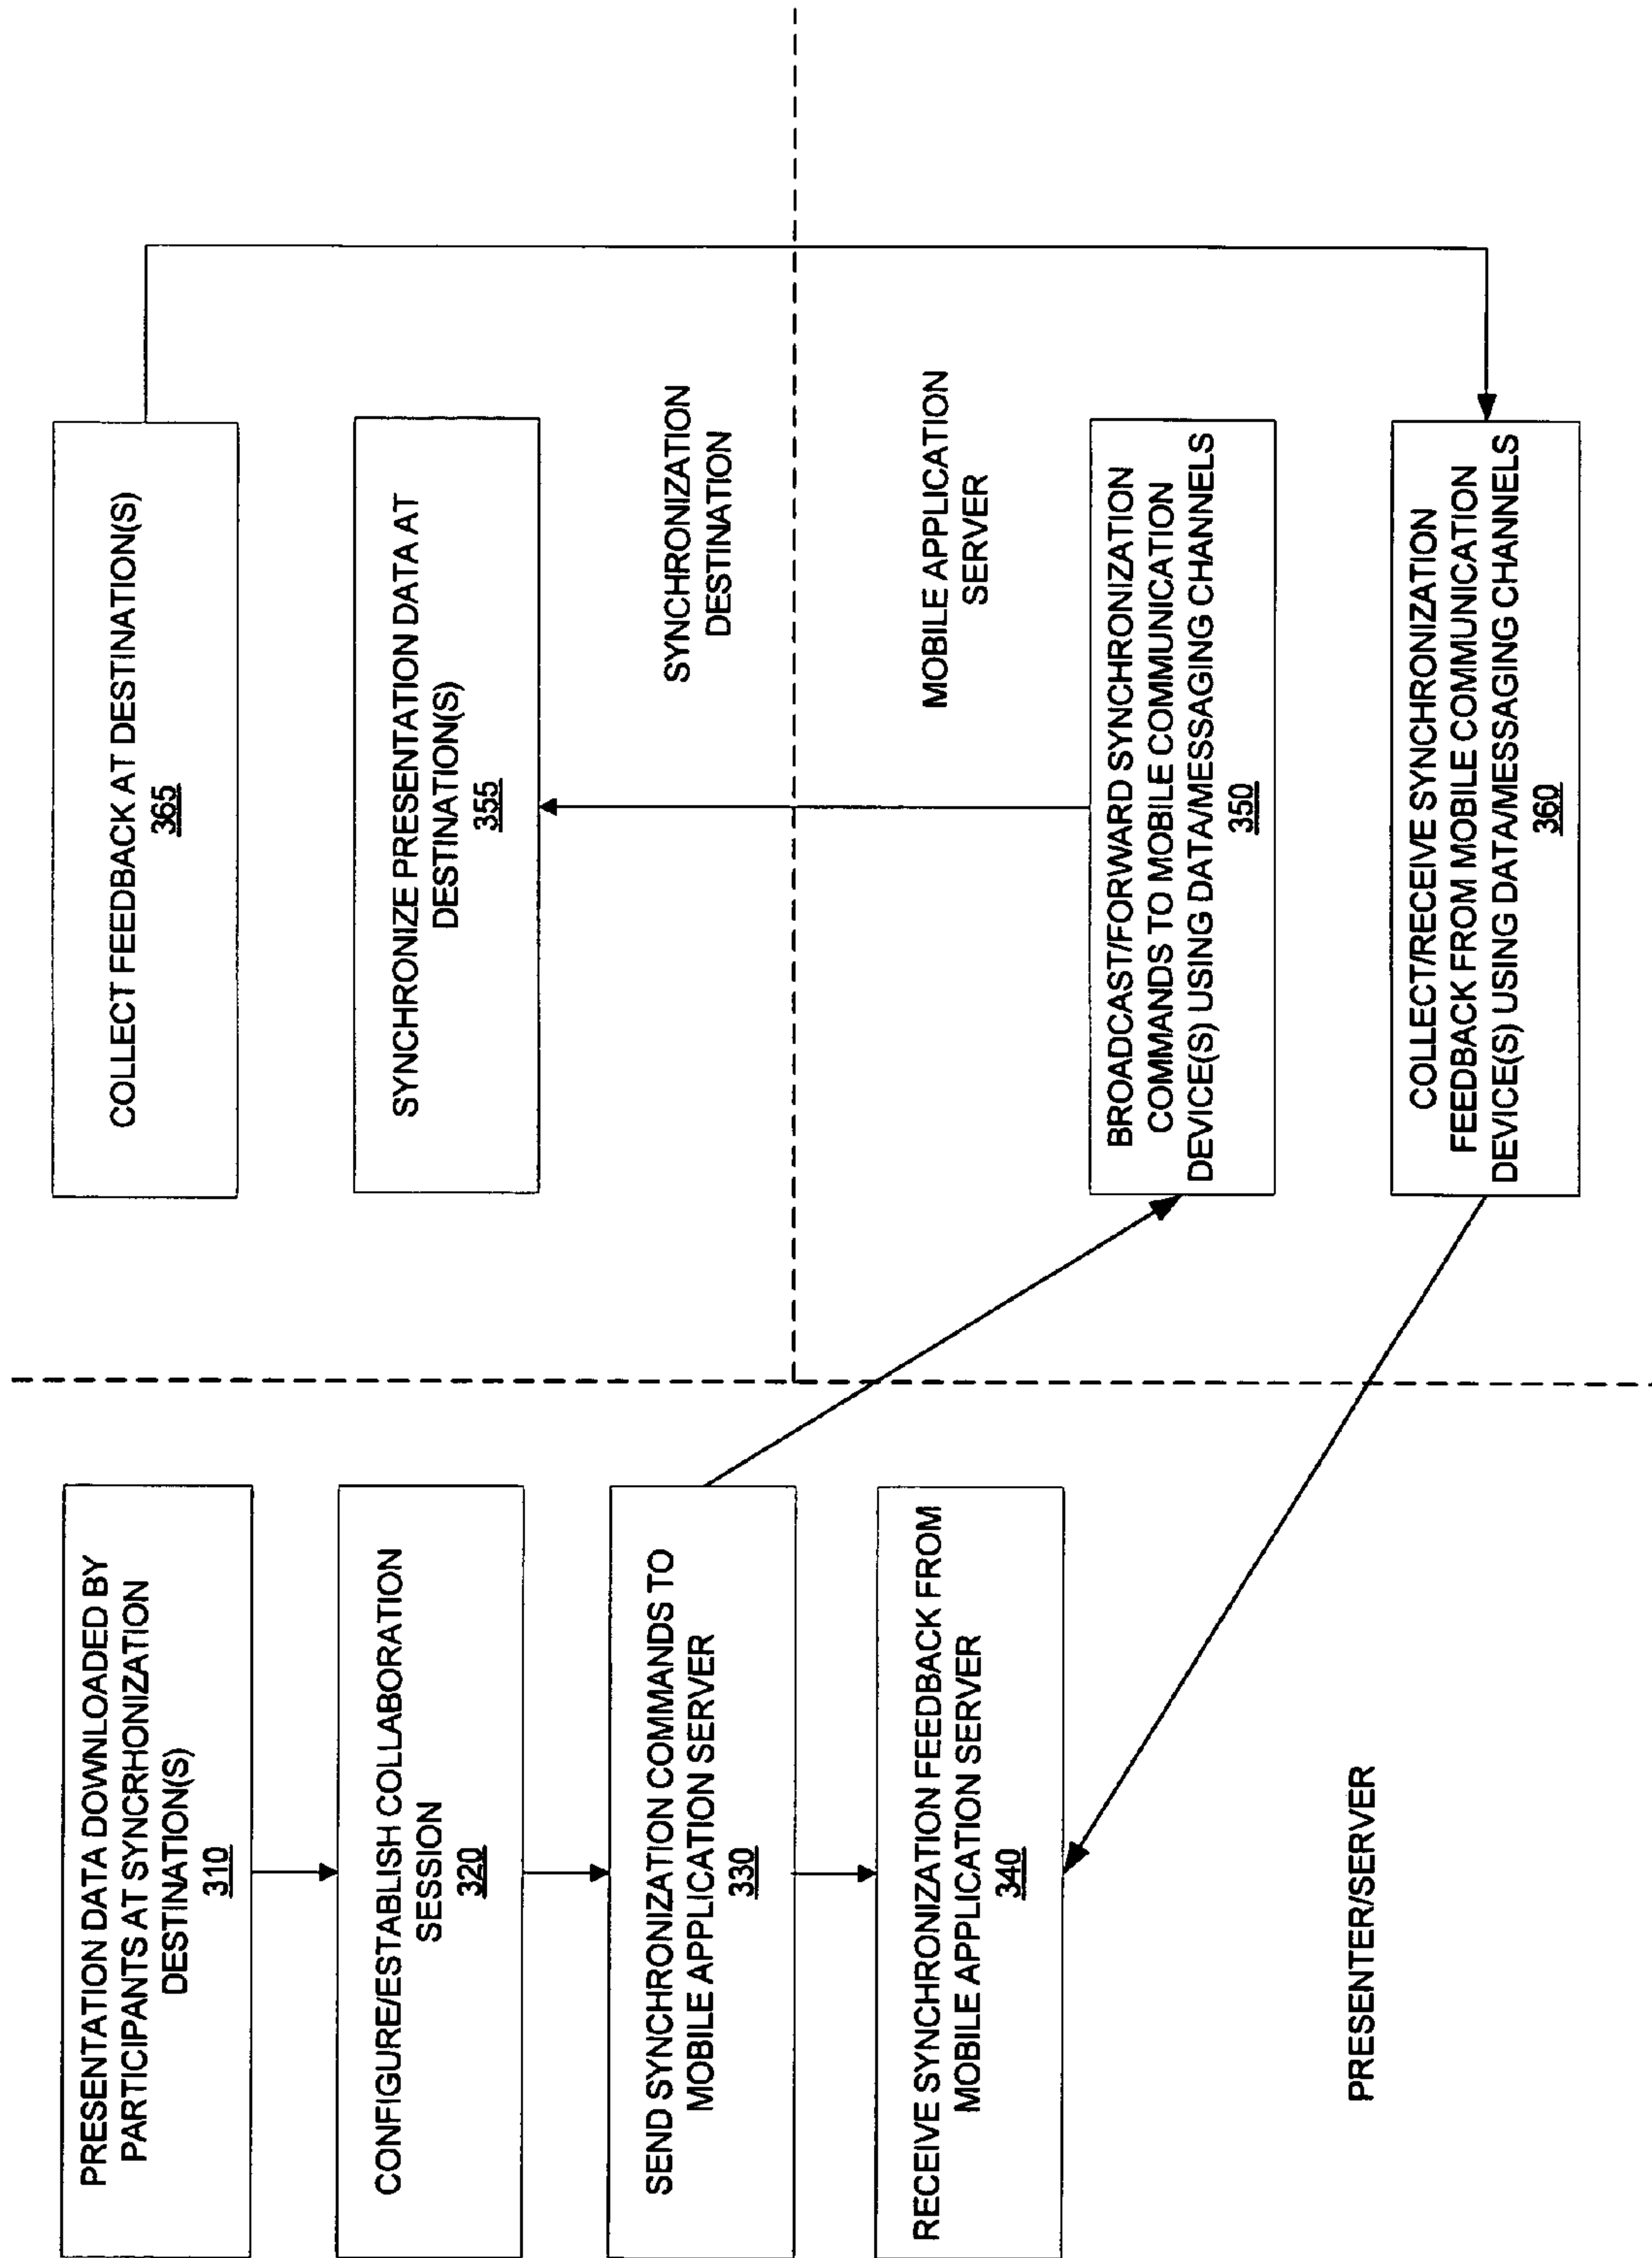 PRESENTATION DATA DOWNLOADED BY
PARTICIPANTS AT SYNCRHONIZATION
DESTINATION(S)
310
CONFIGURE/ESTABLISH COLLABORATION
SESSION
320
SEND SYNCHRONIZATION COMMANDS TO
MOBILE APPLICATION SERVER
330
RECEIVE SYNCHRONIZATION FEEDBACK FROM
MOBILE APPLICATION SERVER
340
PRESENTER/SERVER
COLLECT FEEDBACK AT DESTINATION(S)
365
SYNCHRONIZE PRESENTATION DATA AT
DESTINATION(S)
355
SYNCHRONIZATION
DESTINATION
MOBILE APPLICATION
SERVER
BROADCAST/FORWARD SYNCHRONIZATION
COMMANDS TO MOBILE COMMUNICATION
DEVICE(S) USING DATA/MESSAGING CHANNELS
350
COLLECT/RECEIVE SYNCHRONIZATION
FEEDBACK FROM MOBILE COMMUNICATION
DEVICE(S) USING DATA/MESSAGING CHANNELS
360